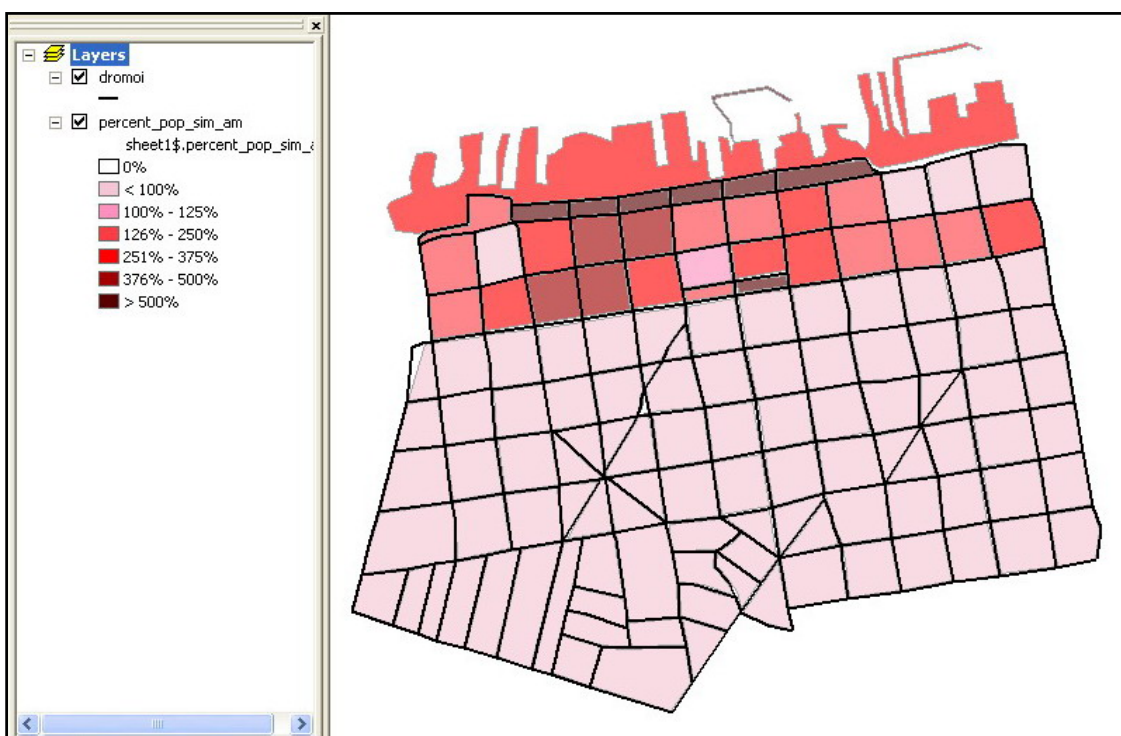 Layers
dromoi
percent_pop_sim_am
sheet1$.percent_pop_sim_a
0%
< 100%
100% - 125%
126% - 250%
251% - 375%
376% - 500%
> 500%